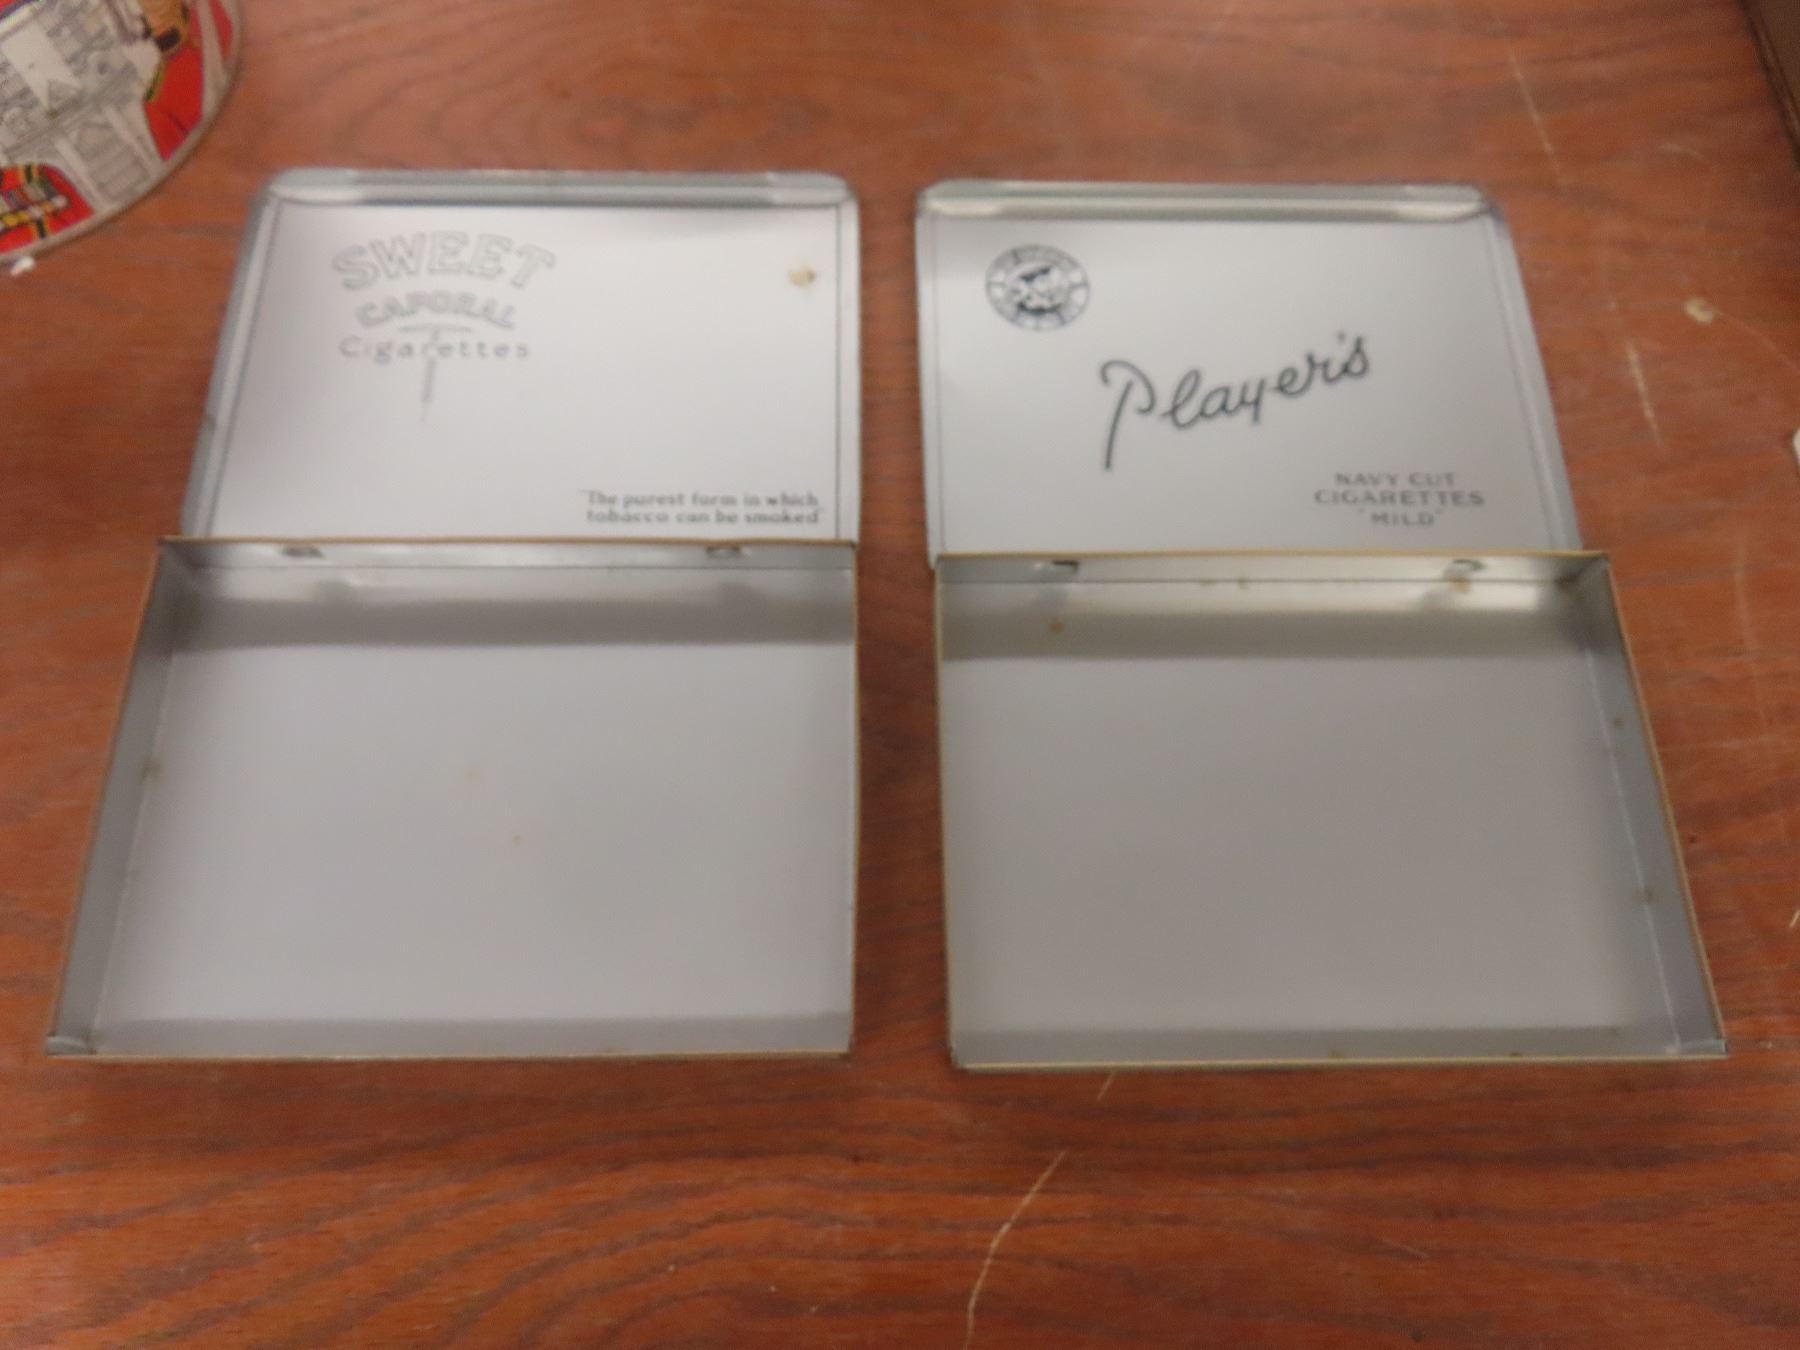 SWEET
CAPORAL
Cigarettes
"The purest form in which
tobacco can be smoked"
Player's
NAVY CUT
CIGARETTES
"MILD"